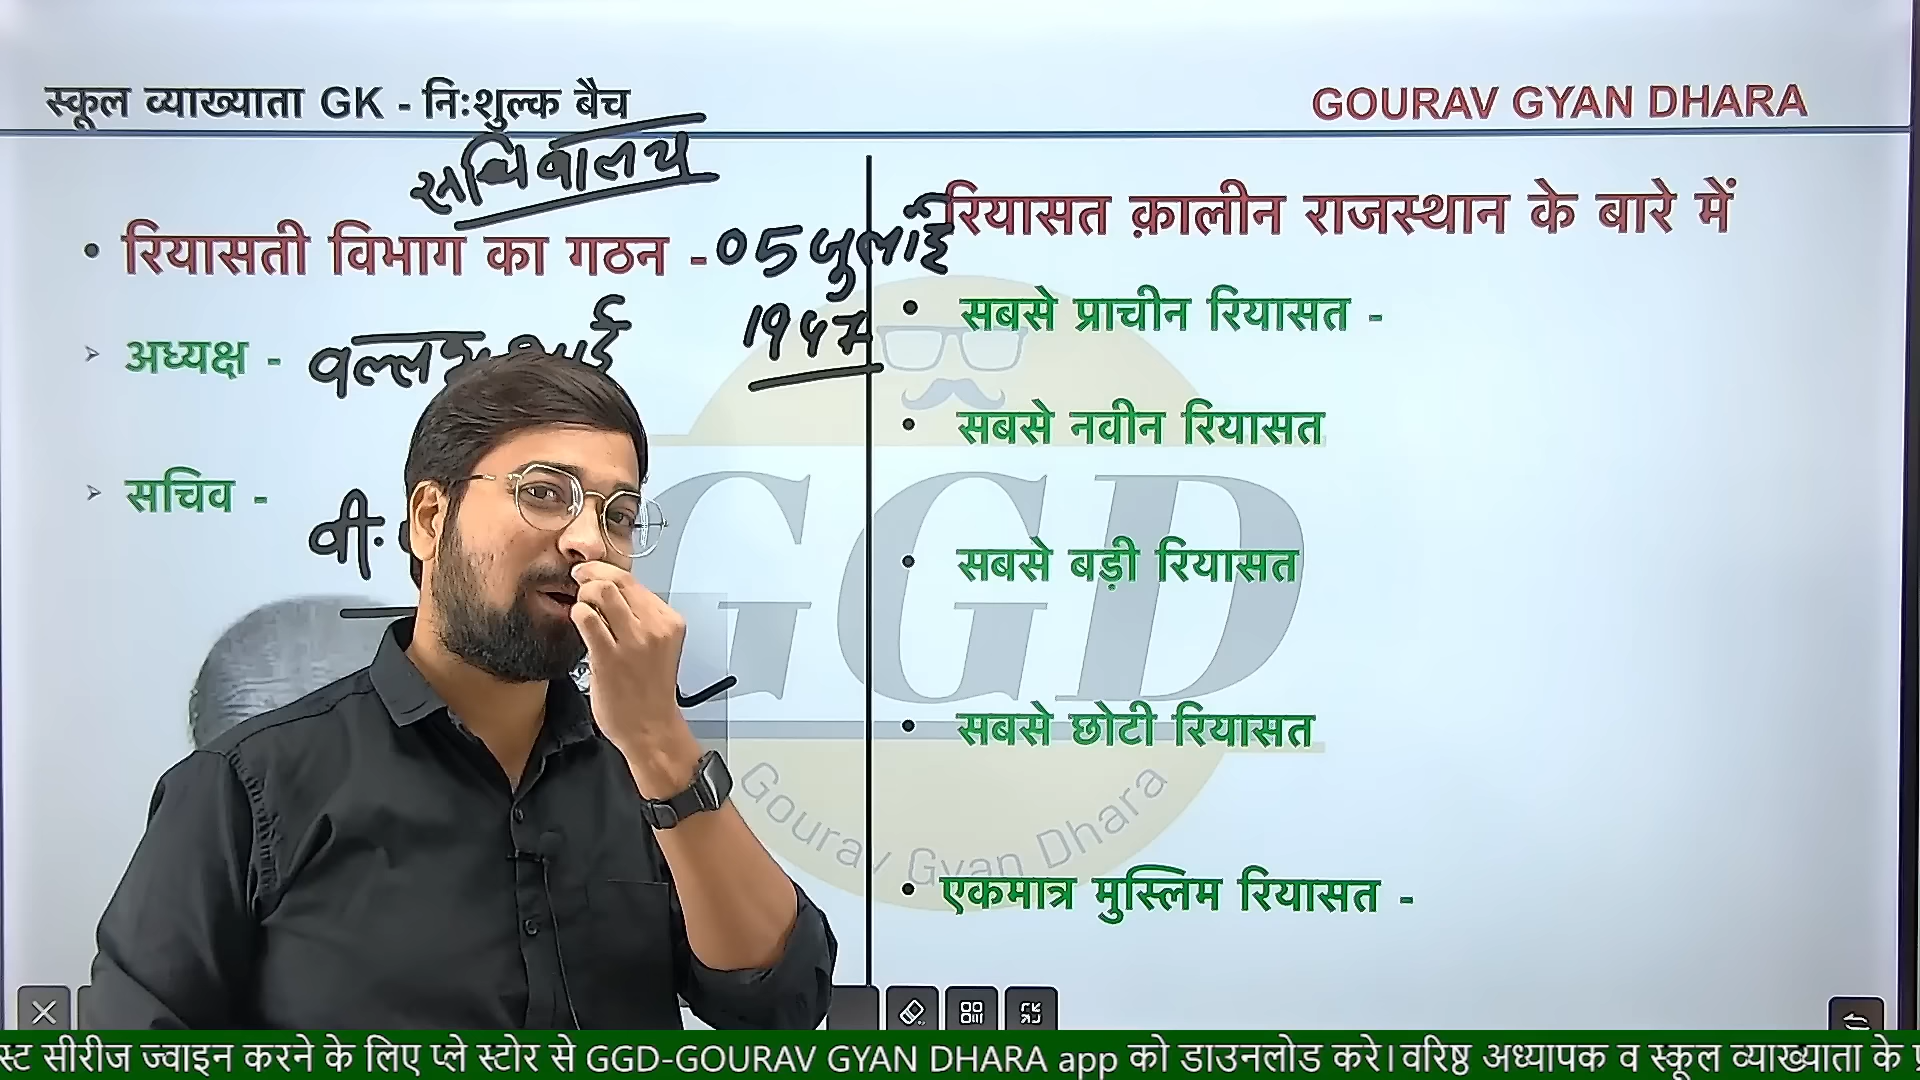 स्कूल व्याख्याता GK - निःशुल्क बैच
GOURAV GYAN DHARA
सचिवालय
• रियासती विभाग का गठन - 05 जुलाई
1947
➢ अध्यक्ष - वल्लभ भाई
➢ सचिव -
वी.
रियासत क़ालीन राजस्थान के बारे में
• सबसे प्राचीन रियासत -
• सबसे नवीन रियासत
• सबसे बड़ी रियासत
• सबसे छोटी रियासत
• एकमात्र मुस्लिम रियासत -
GGD
Gourav Gyan Dhara
स्ट सीरीज ज्वाइन करने के लिए प्ले स्टोर से GGD-GOURAV GYAN DHARA app को डाउनलोड करे। वरिष्ठ अध्यापक व स्कूल व्याख्याता के